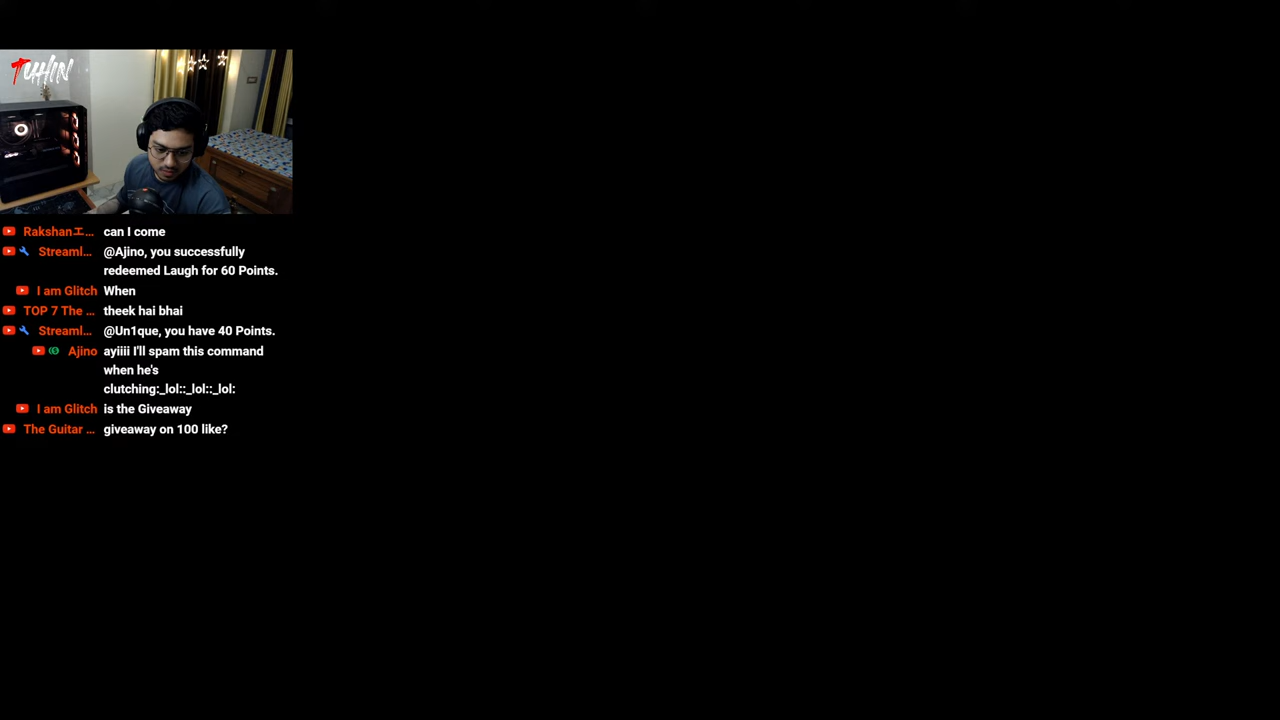 TUHIN
Rakshanエ... can I come
Streaml... @Ajino, you successfully
redeemed Laugh for 60 Points.
I am Glitch When
TOP 7 The ... theek hai bhai
Streaml... @Un1que, you have 40 Points.
Ajino ayiiii I'll spam this command
when he's
clutching:_lol::_lol::_lol:
I am Glitch is the Giveaway
The Guitar ... giveaway on 100 like?